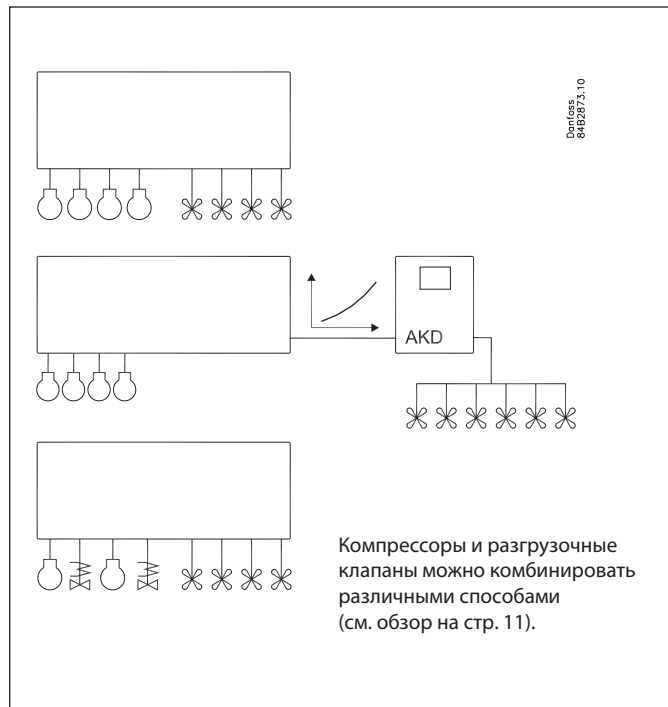 Danfoss
84B2873.10
AKD
Компрессоры и разгрузочные
клапаны можно комбинировать
различными способами
(см. обзор на стр. 11).